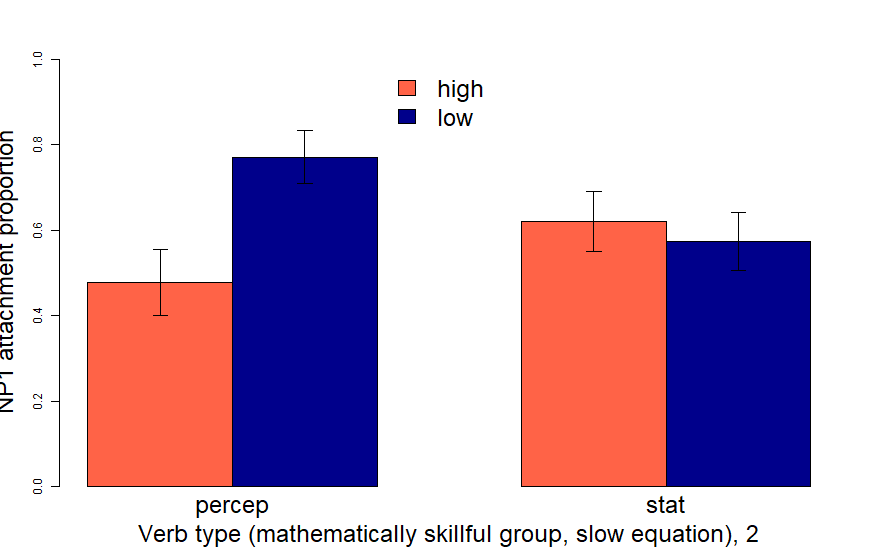 1.0
0.8
0.6
0.4
0.2
0.0
NP1 attachment proportion
high
low
percep
stat
Verb type (mathematically skillful group, slow equation), 2